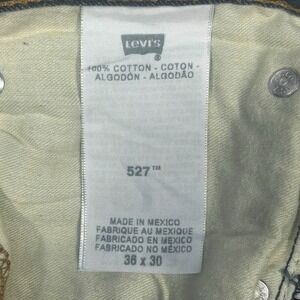 Levi's
®
100% COTTON - COTON -
ALGODÓN - ALGODÃO
527™
MADE IN MEXICO
FABRIQUE AU MEXIQUE
FABRICADO EN MEXICO
FABRICADO NO MÉXICO
36 x 30